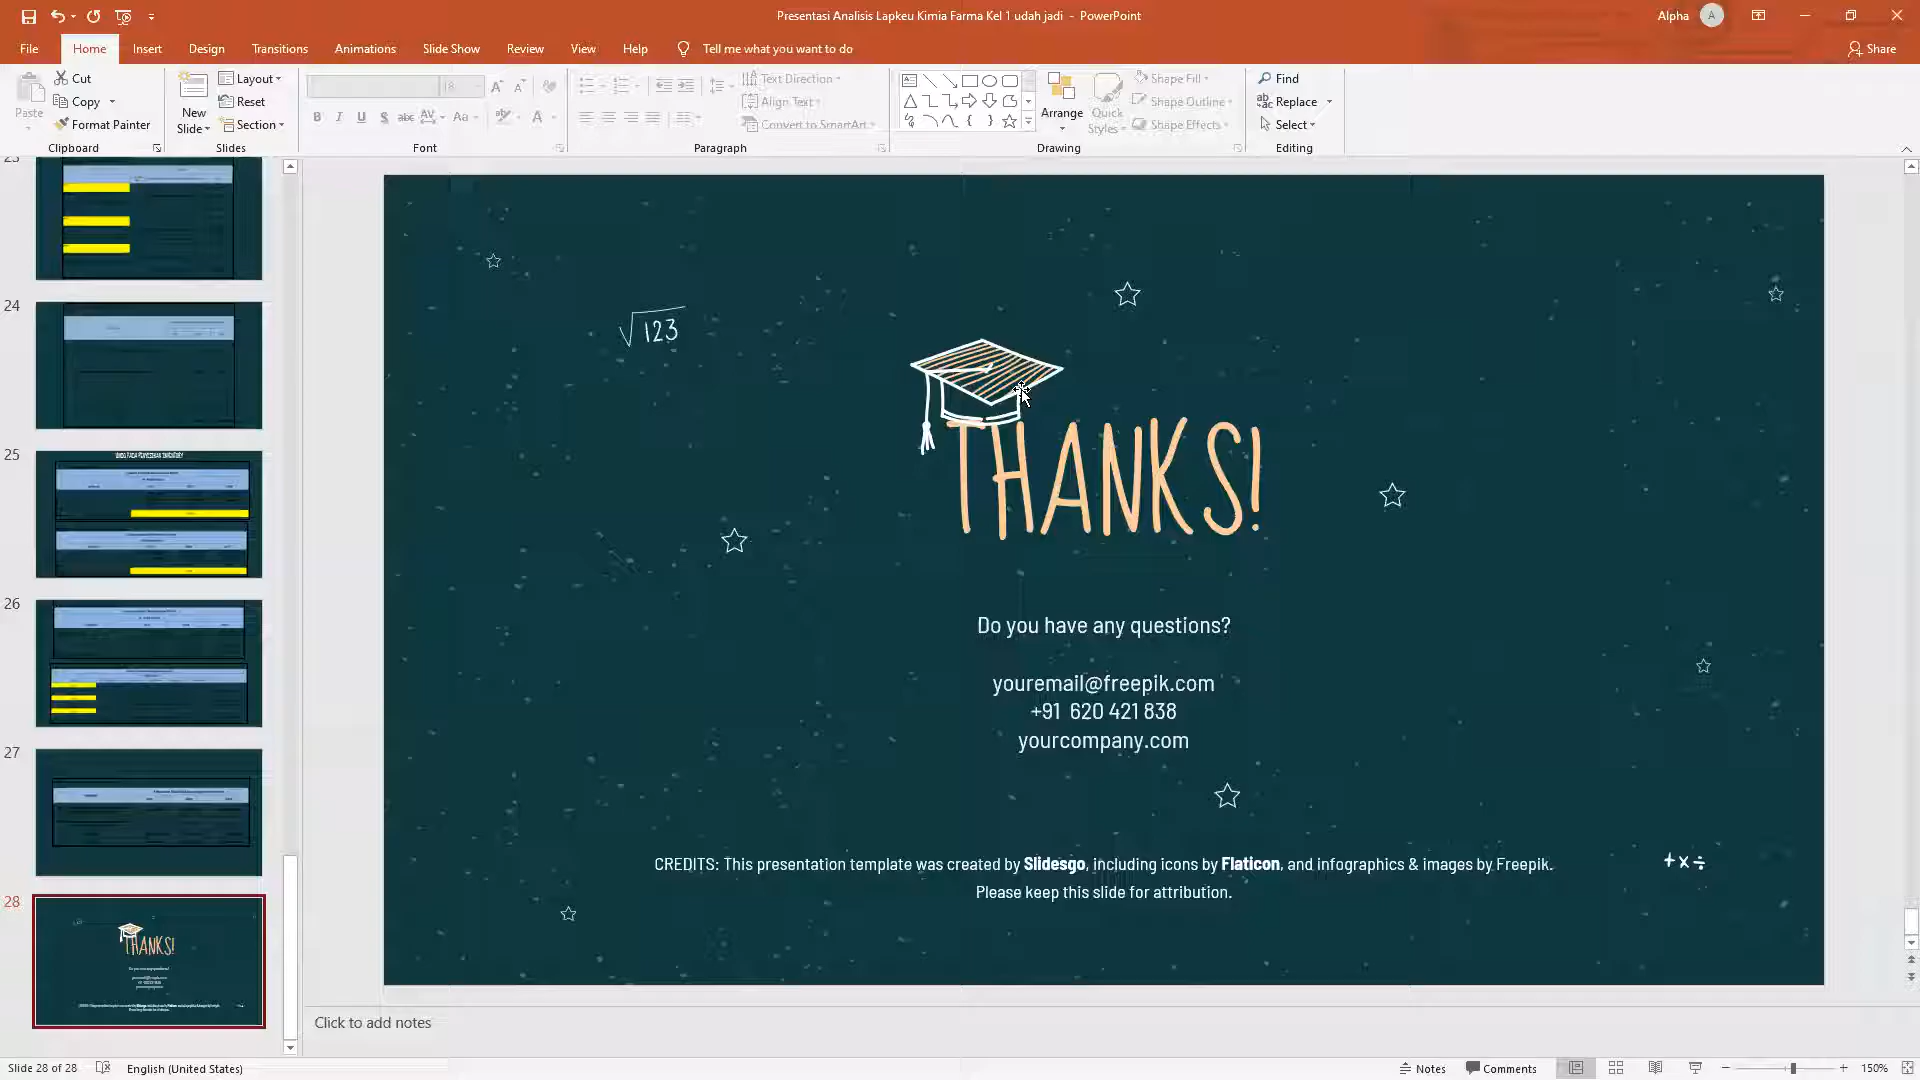 Presentasi Analisis Lapkeu Kimia Farma Kel 1 udah jadi - PowerPoint
Alpha
A
File
Home
Insert
Design
Transitions
Animations
Slide Show
Review
View
Help
Tell me what you want to do
Share
Paste
Cut
Copy
Format Painter
Clipboard
New Slide
Layout
Reset
Section
Slides
18
B I U S abc AV Aa A
Font
Text Direction
Align Text
Convert to SmartArt
Paragraph
Arrange
Quick Styles
Shape Fill
Shape Outline
Shape Effects
Drawing
Find
Replace
Select
Editing
23
24
25
26
27
28
THANKS!
√123
THANKS!
Do you have any questions?
youremail@freepik.com
+91 620 421 838
yourcompany.com
CREDITS: This presentation template was created by Slidesgo, including icons by Flaticon, and infographics & images by Freepik.
Please keep this slide for attribution.
+×÷
Click to add notes
Slide 28 of 28
English (United States)
Notes
Comments
150%